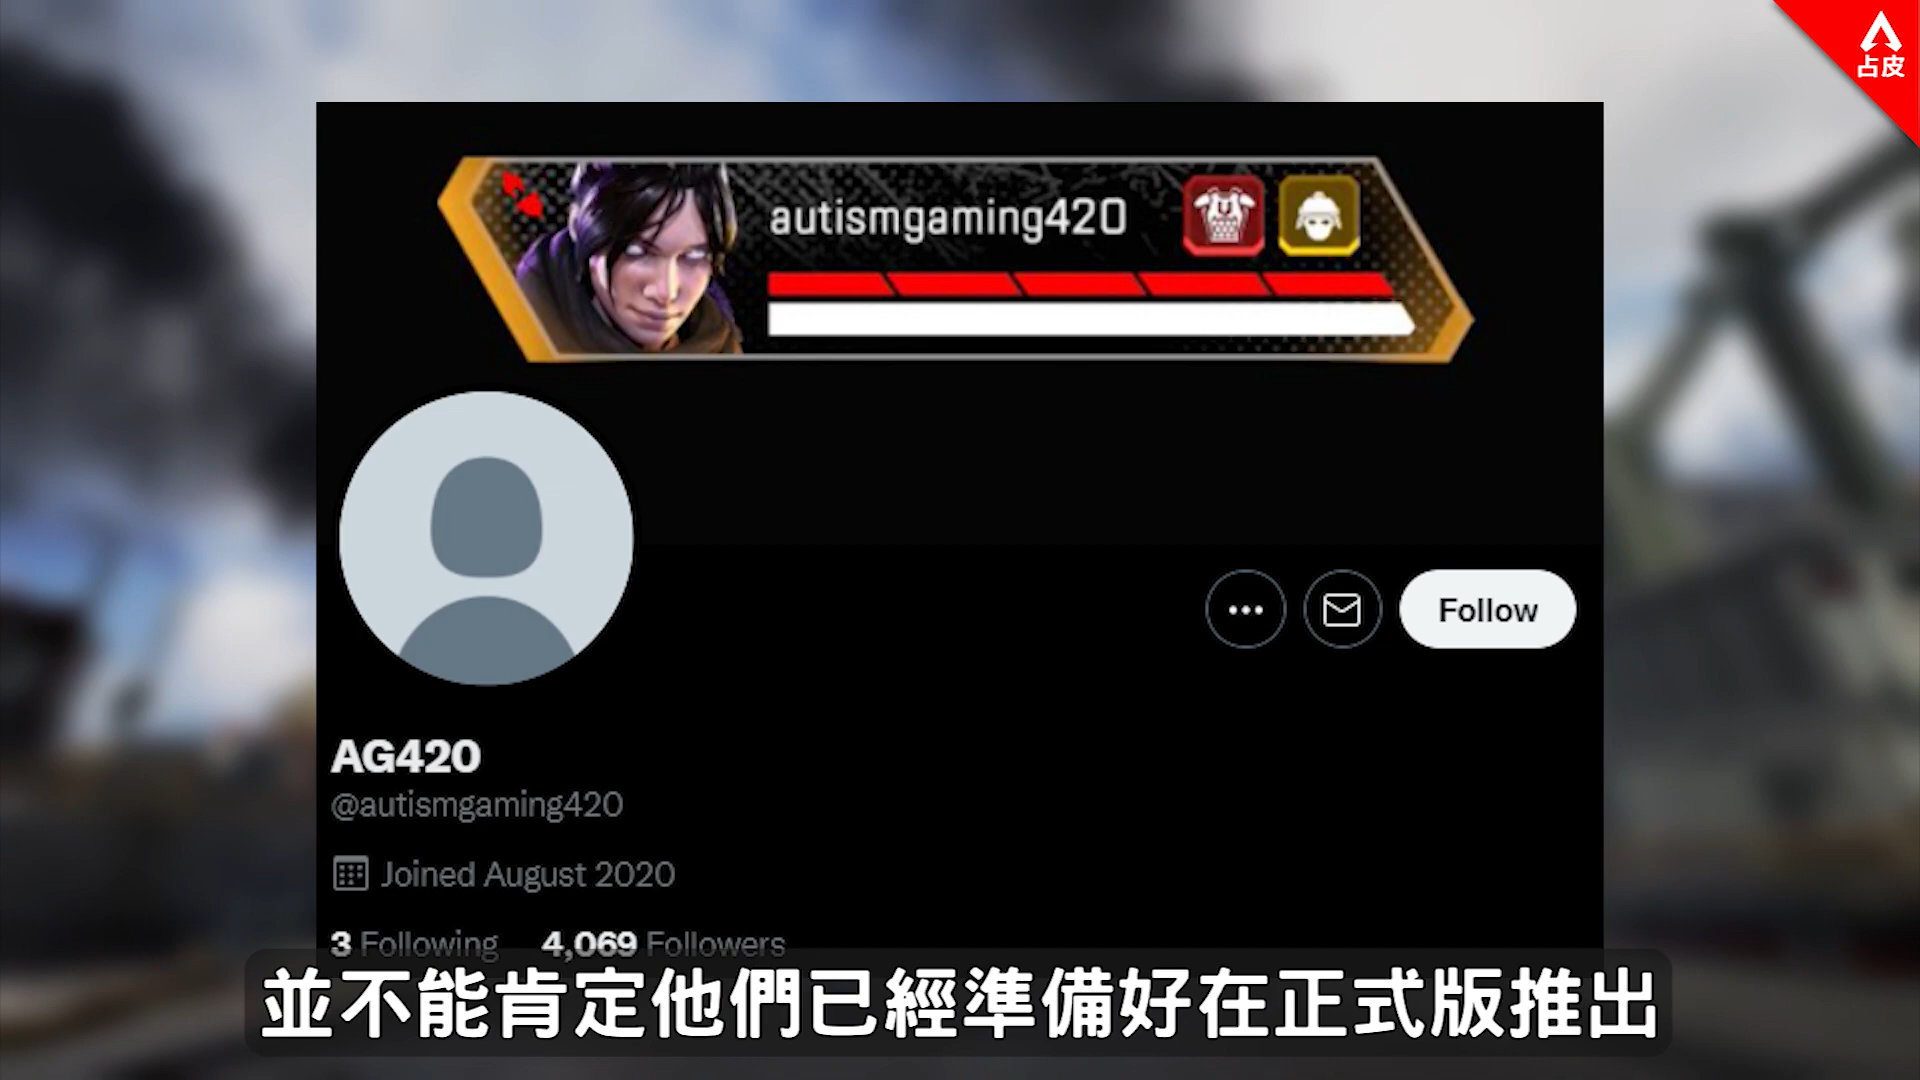 占皮
autismgaming420
Follow
AG420
@autismgaming420
Joined August 2020
3 Following 4,069 Followers
並不能肯定他們已經準備好在正式版推出